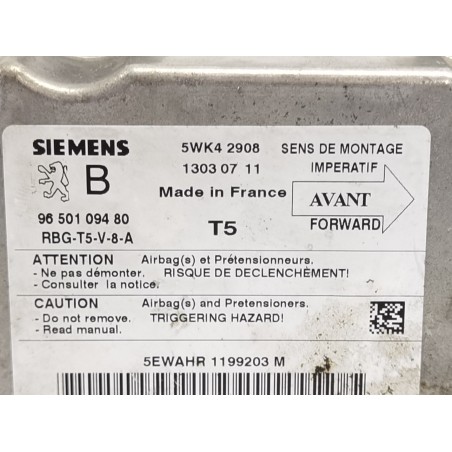 SIEMENS 5WK4 2908 SENS DE MONTAGE
B 1303 07 11 IMPERATIF
Made in France AVANT
96 501 094 80 T5 FORWARD
RBG-T5-V-8-A
ATTENTION Airbag(s) et Prétensionneurs.
- Ne pas démonter. RISQUE DE DECLENCHÈMENT!
- Consulter la notice.
CAUTION Airbag(s) and Pretensioners.
- Do not remove. TRIGGERING HAZARD!
- Read manual.
5EWAHR 1199203 M